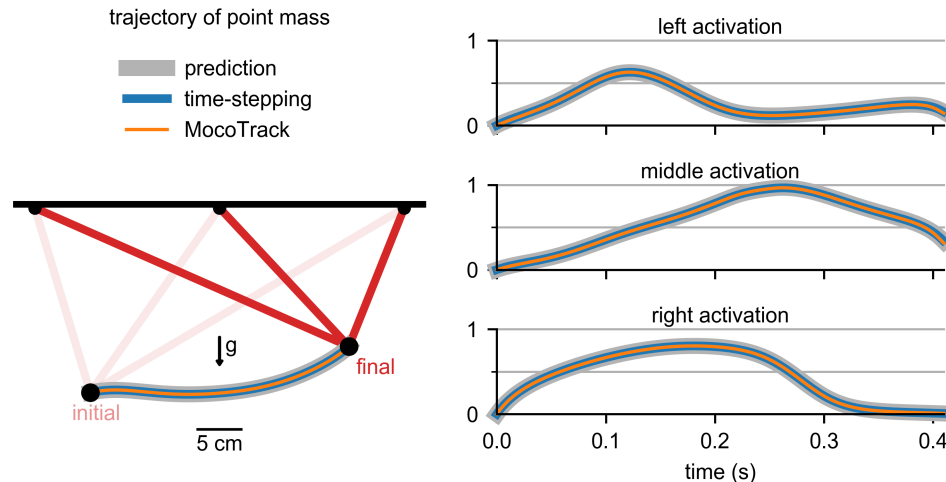 trajectory of point mass
prediction
time-stepping
MocoTrack
g
final
initial
5 cm
left activation
1
0
middle activation
1
0
right activation
1
0
0.0 0.1 0.2 0.3 0.4
time (s)